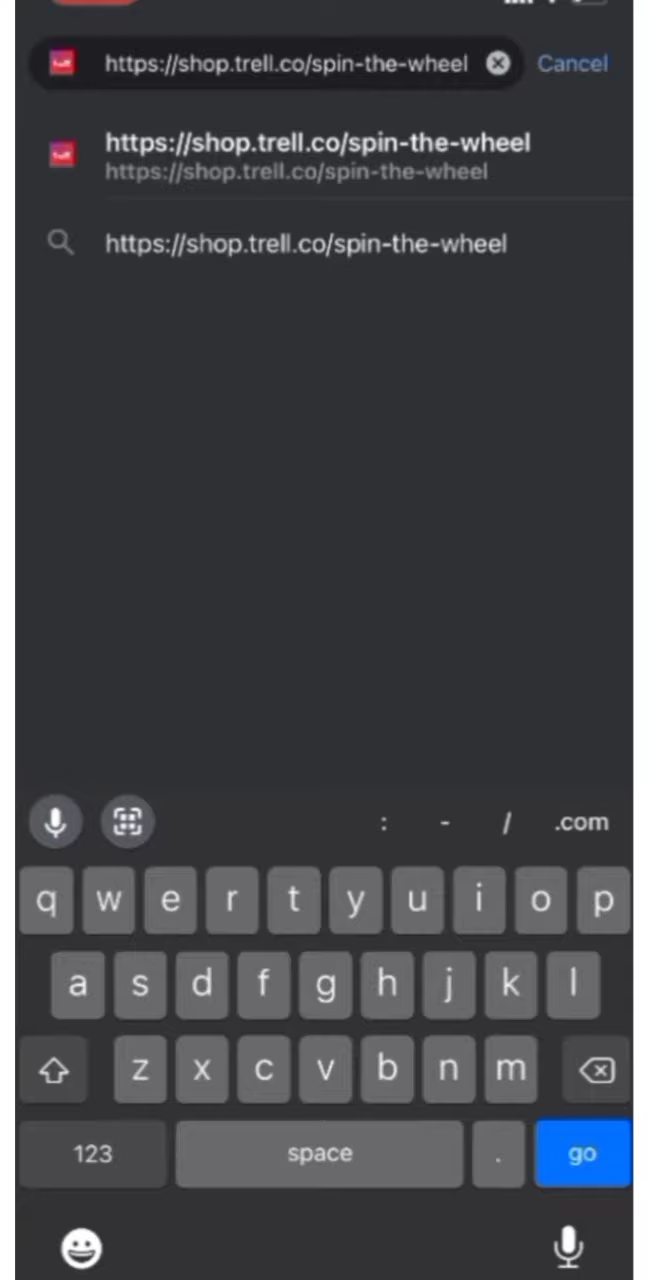 https://shop.trell.co/spin-the-wheel
Cancel
https://shop.trell.co/spin-the-wheel
https://shop.trell.co/spin-the-wheel
https://shop.trell.co/spin-the-wheel
: - / .com
q w e r t y u i o p
a s d f g h j k l
z x c v b n m
123 space . go